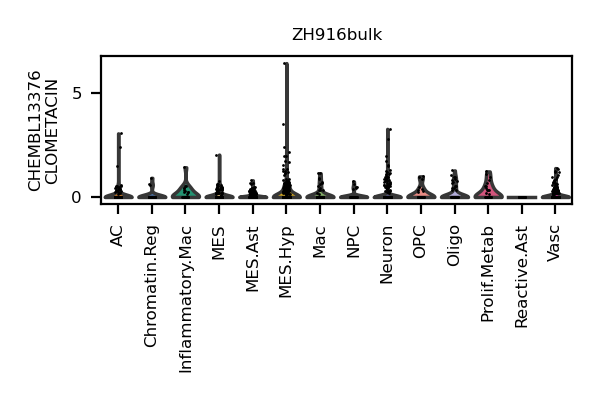 ZH916bulk
CHEMBL13376
CLOMETACIN
5
0
AC
Chromatin.Reg
Inflammatory.Mac
MES
MES.Ast
MES.Hyp
Mac
NPC
Neuron
OPC
Oligo
Prolif.Metab
Reactive.Ast
Vasc